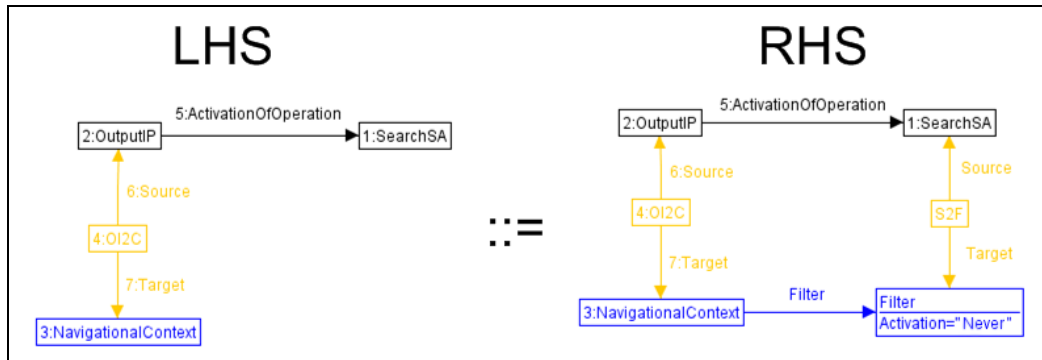 LHS
RHS
5:ActivationOfOperation
2:OutputIP
1:SearchSA
6:Source
4:OI2C
7:Target
3:NavigationalContext
::=
5:ActivationOfOperation
2:OutputIP
1:SearchSA
6:Source
Source
4:OI2C
S2F
7:Target
Target
3:NavigationalContext
Filter
Filter
Activation="Never"